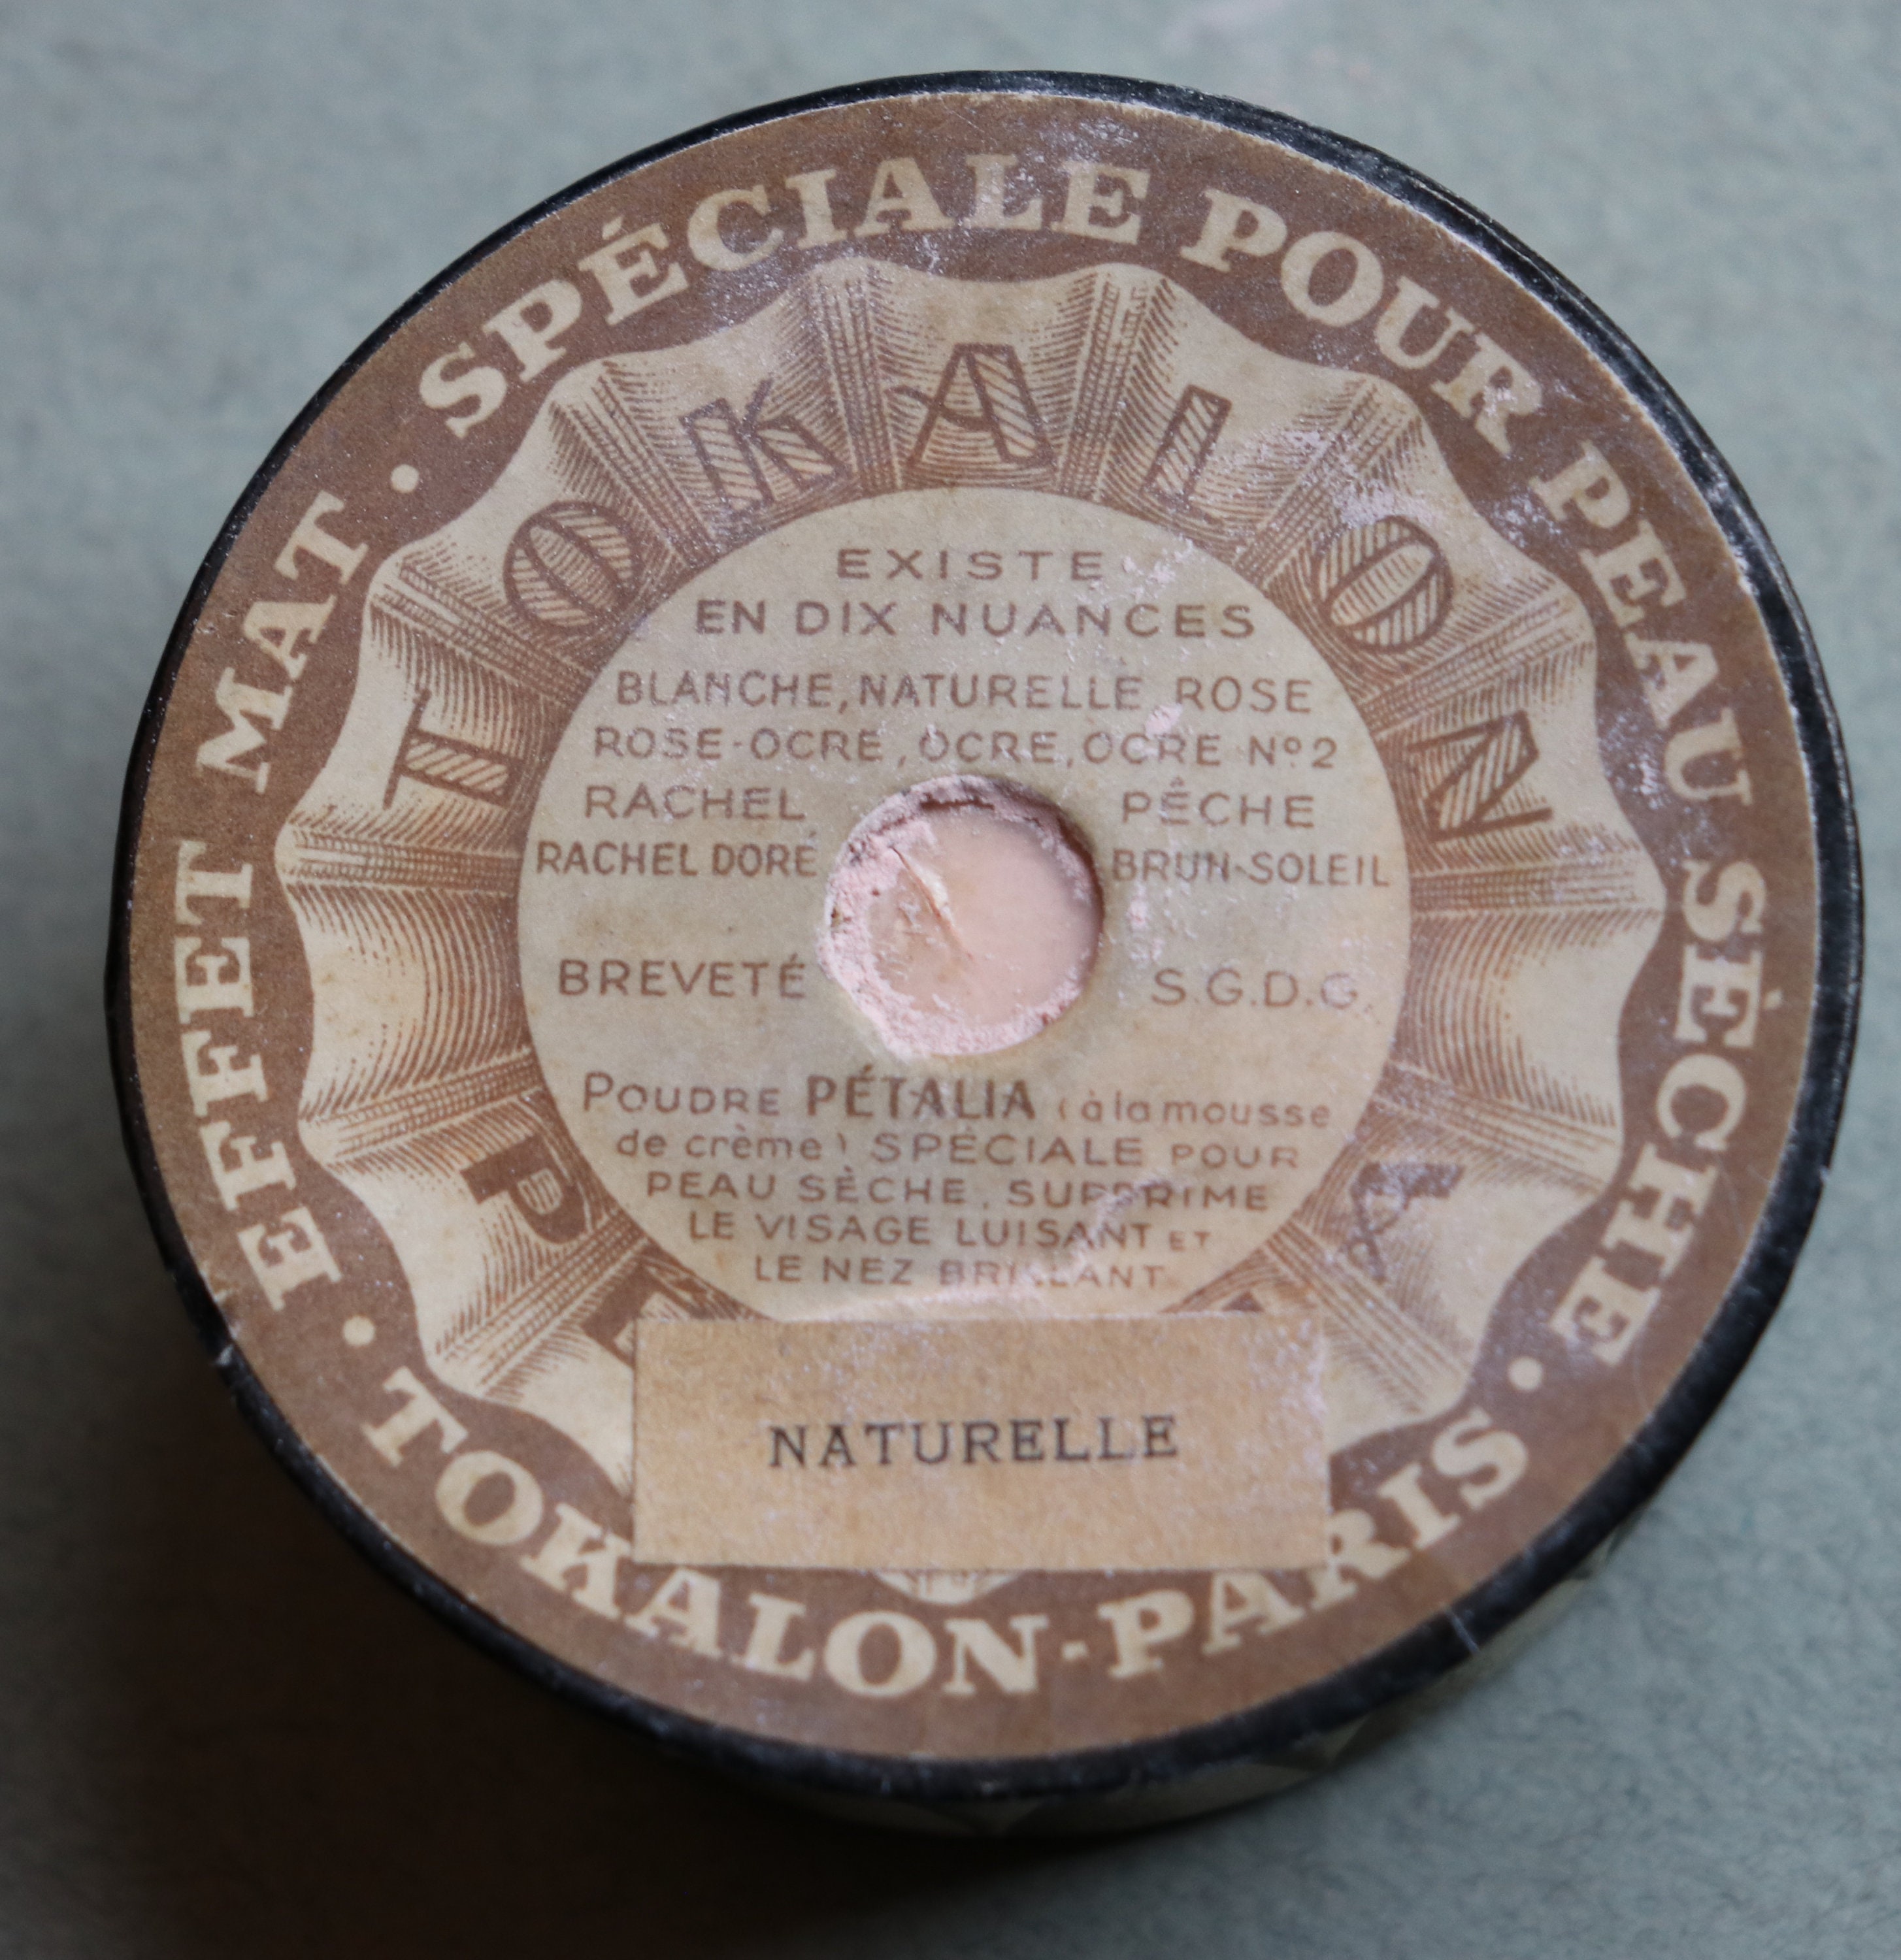 SPÉCIALE POUR PEAU SÈCHE ·
EFFET MAT ·
TOKALON
EXISTE
EN DIX NUANCES
BLANCHE, NATURELLE, ROSE
ROSE-OCRE, OCRE, OCRE Nº2
RACHEL PÊCHE
RACHEL DORÉ BRUN-SOLEIL
BREVETÉ S.G.D.G.
POUDRE PÉTALIA (à la mousse
de crème) SPÉCIALE POUR
PEAU SÈCHE, SUPPRIME
LE VISAGE LUISANT ET
LE NEZ BRILLANT
NATURELLE
· TOKALON-PARIS ·